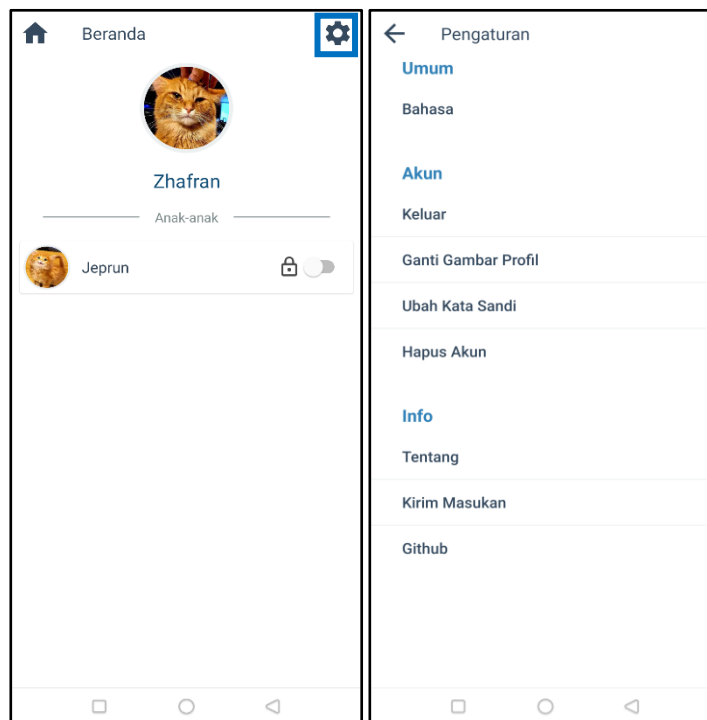 Beranda
Zhafran
Anak-anak
Jeprun
Pengaturan
Umum
Bahasa
Akun
Keluar
Ganti Gambar Profil
Ubah Kata Sandi
Hapus Akun
Info
Tentang
Kirim Masukan
Github